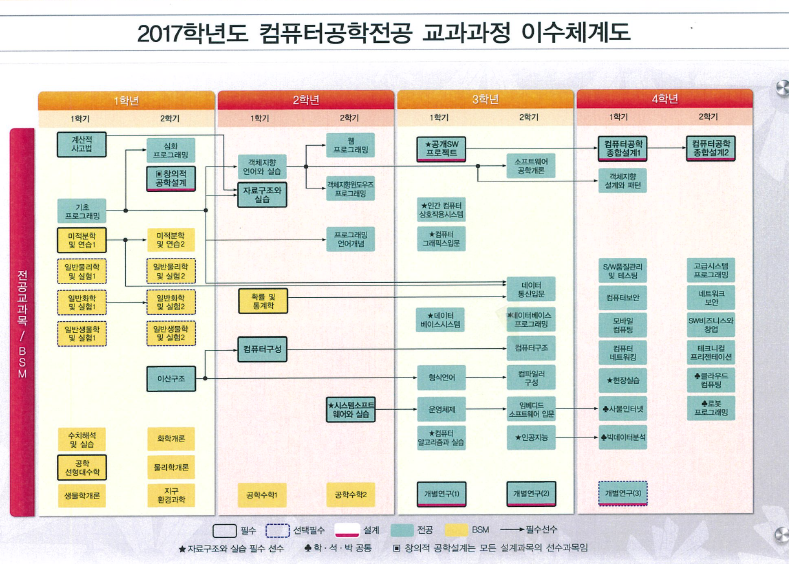 2017학년도 컴퓨터공학전공 교과과정 이수체계도
1학년
2학년
3학년
4학년
1학기
2학기
1학기
2학기
1학기
2학기
1학기
2학기
전공교과목 / BSM
계산적
사고법
심화
프로그래밍
▣창의적
공학설계
기초
프로그래밍
미적분학
및 연습1
미적분학
및 연습2
일반물리학
및 실험1
일반물리학
및 실험2
일반화학
및 실험1
일반화학
및 실험2
일반생물학
및 실험1
일반생물학
및 실험2
이산구조
수치해석
및 실습
화학개론
공학
선형대수학
물리학개론
생물학개론
지구
환경과학
객체지향
언어와 실습
자료구조와
실습
웹
프로그래밍
객체지향윈도우즈
프로그래밍
프로그래밍
언어개념
확률 및
통계학
컴퓨터구성
★시스템소프트
웨어와 실습
공학수학1
공학수학2
★공개SW
프로젝트
소프트웨어
공학개론
★인간 컴퓨터
상호작용시스템
★컴퓨터
그래픽스입문
데이터
통신입문
★데이터
베이스시스템
★데이터베이스
프로그래밍
컴퓨터구조
형식언어
컴파일러
구성
운영체제
임베디드
소프트웨어 입문
★컴퓨터
알고리즘과 실습
★인공지능
개별연구(1)
개별연구(2)
컴퓨터공학
종합설계1
컴퓨터공학
종합설계2
객체지향
설계와 패턴
S/W품질관리
및 테스팅
고급시스템
프로그래밍
컴퓨터보안
네트워크
보안
모바일
컴퓨팅
SW비즈니스와
창업
컴퓨터
네트워킹
테크니컬
프리젠테이션
★현장실습
♣클라우드
컴퓨팅
♣사물인터넷
♣로봇
프로그래밍
♣빅데이터분석
개별연구(3)
필수
선택필수
설계
전공
BSM
필수선수
★자료구조와 실습 필수 선수
♣학·석·박 공통
▣ 창의적 공학설계는 모든 설계과목의 선수과목임